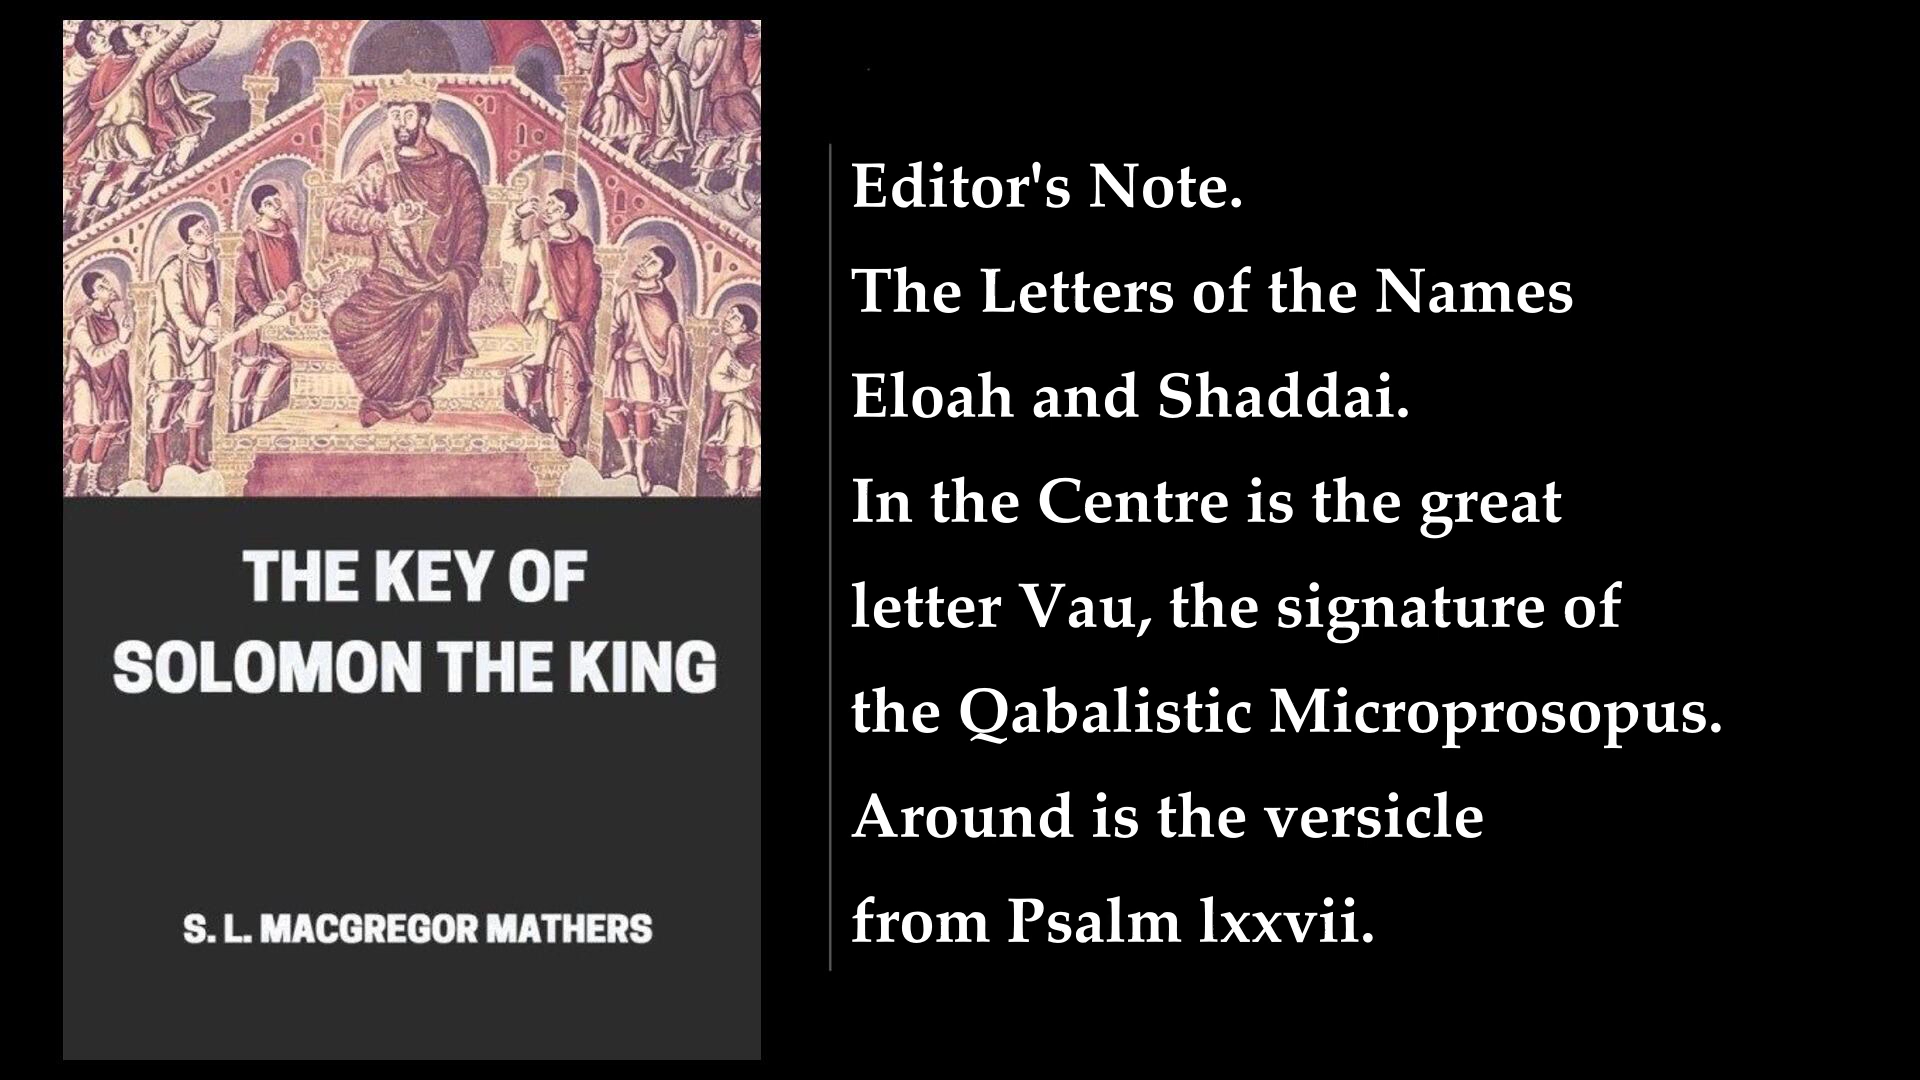 THE KEY OF
SOLOMON THE KING
S. L. MACGREGOR MATHERS
Editor's Note.
The Letters of the Names
Eloah and Shaddai.
In the Centre is the great
letter Vau, the signature of
the Qabalistic Microprosopus.
Around is the versicle
from Psalm lxxvii.